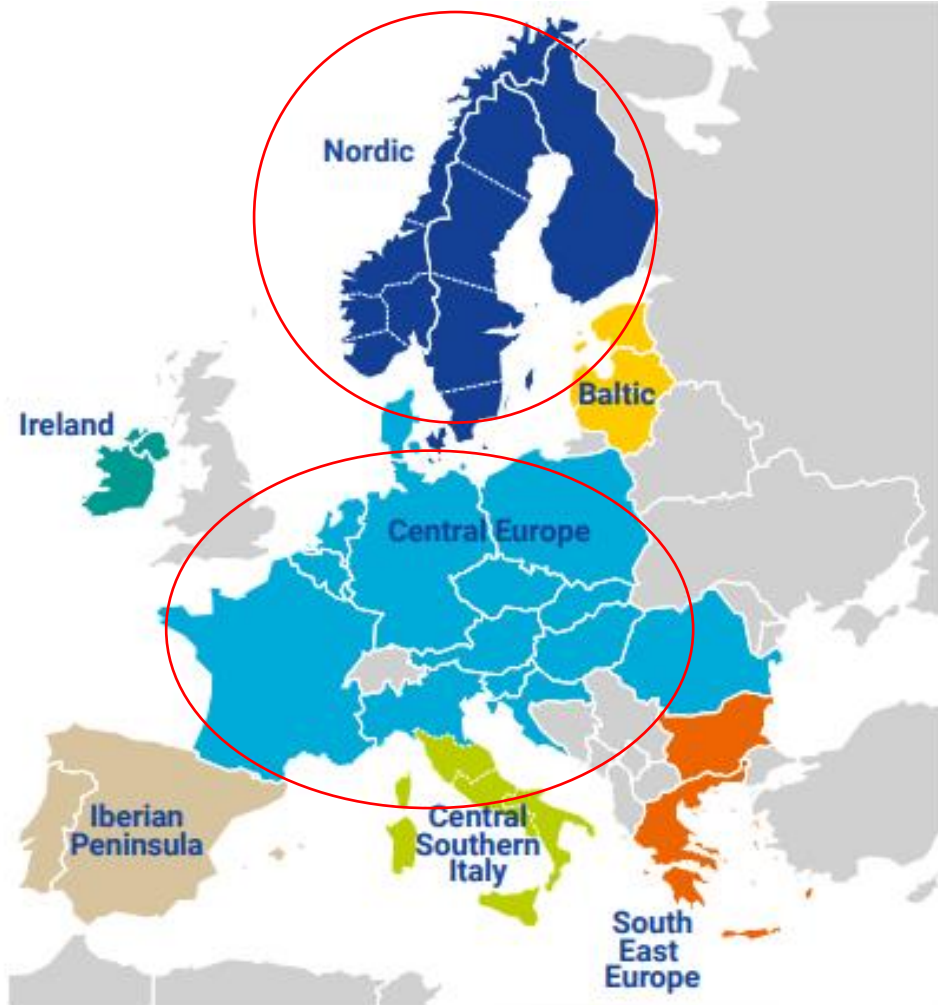 Nordic
Baltic
Ireland
Central Europe
Iberian
Peninsula
Central
Southern
Italy
South
East
Europe